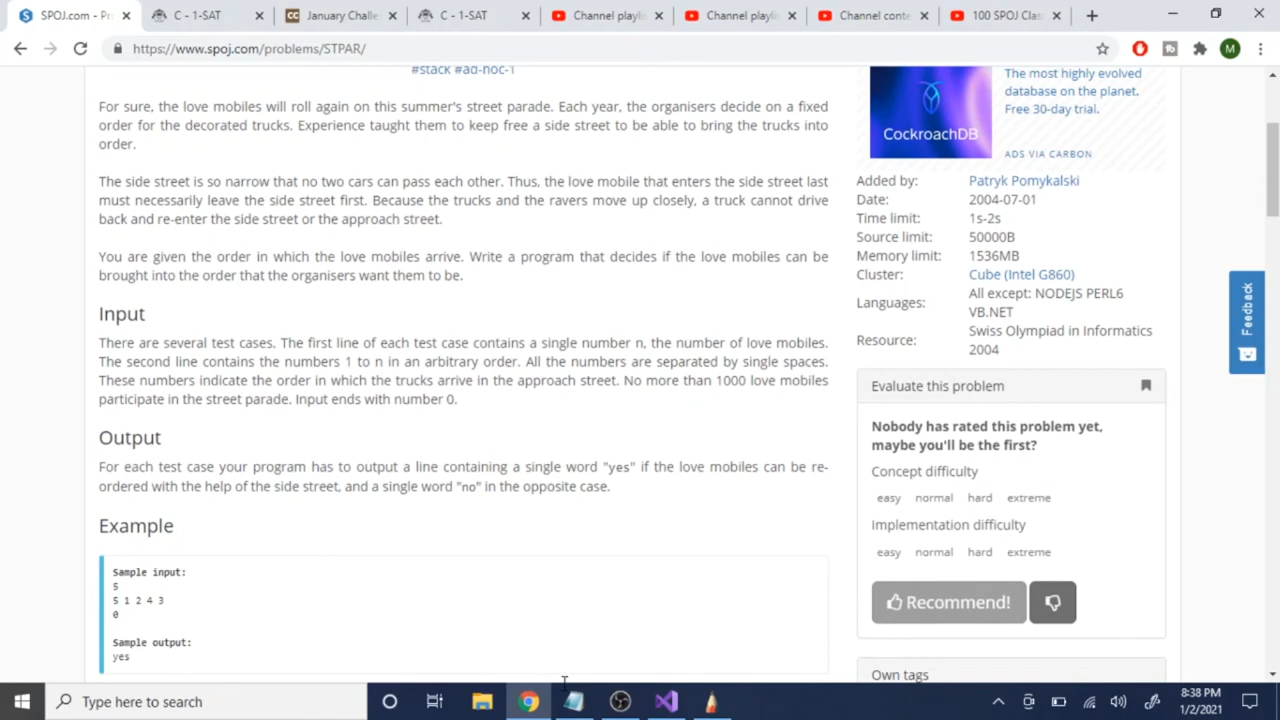 SPOJ.com - Pr
C - 1-SAT
January Challe
C - 1-SAT
Channel playli
Channel playli
Channel conte
100 SPOJ Clas
https://www.spoj.com/problems/STPAR/
M
#stack #ad-hoc-1
For sure, the love mobiles will roll again on this summer's street parade. Each year, the organisers decide on a fixed
order for the decorated trucks. Experience taught them to keep free a side street to be able to bring the trucks into
order.
The side street is so narrow that no two cars can pass each other. Thus, the love mobile that enters the side street last
must necessarily leave the side street first. Because the trucks and the ravers move up closely, a truck cannot drive
back and re-enter the side street or the approach street.
You are given the order in which the love mobiles arrive. Write a program that decides if the love mobiles can be
brought into the order that the organisers want them to be.
Input
There are several test cases. The first line of each test case contains a single number n, the number of love mobiles.
The second line contains the numbers 1 to n in an arbitrary order. All the numbers are separated by single spaces.
These numbers indicate the order in which the trucks arrive in the approach street. No more than 1000 love mobiles
participate in the street parade. Input ends with number 0.
Output
For each test case your program has to output a line containing a single word "yes" if the love mobiles can be re-
ordered with the help of the side street, and a single word "no" in the opposite case.
Example
Sample input:
5
5 1 2 4 3
0
Sample output:
yes
CockroachDB
The most highly evolved
database on the planet.
Free 30-day trial.
ADS VIA CARBON
Added by: Patryk Pomykalski
Date: 2004-07-01
Time limit: 1s-2s
Source limit: 50000B
Memory limit: 1536MB
Cluster: Cube (Intel G860)
Languages: All except: NODEJS PERL6
VB.NET
Resource: Swiss Olympiad in Informatics
2004
Evaluate this problem
Nobody has rated this problem yet,
maybe you'll be the first?
Concept difficulty
easy normal hard extreme
Implementation difficulty
easy normal hard extreme
Recommend!
Own tags
Feedback
Type here to search
8:38 PM
1/2/2021